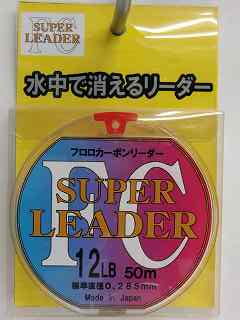 FC
SUPER
LEADER
水中で消えるリーダー
フロロカーボンリーダー
FC
SUPER
LEADER
12LB 50m
標準直径0.285mm
Made in Japan